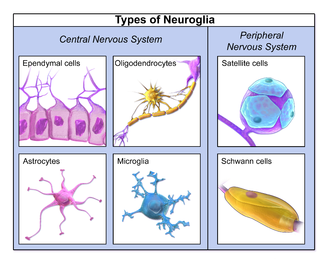 Types of Neuroglia
Central Nervous System
Peripheral
Nervous System
Ependymal cells
Oligodendrocytes
Satellite cells
Astrocytes
Microglia
Schwann cells